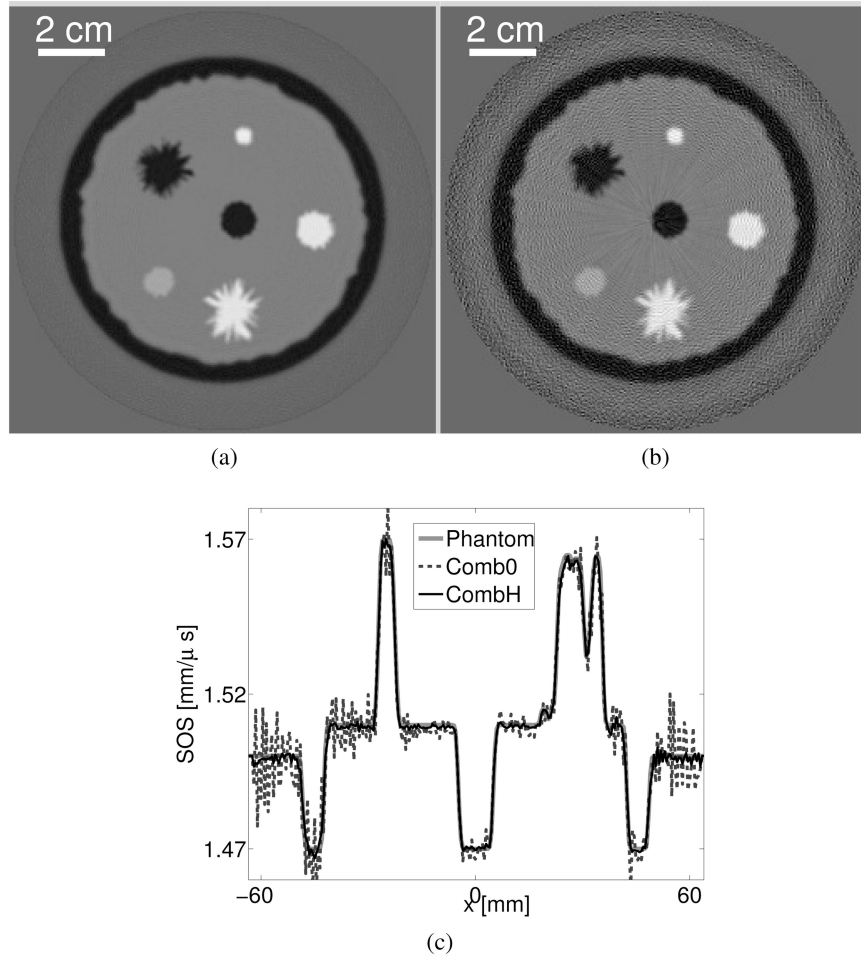 2 cm
2 cm
(a)
(b)
SOS [mm/μ s]
1.57
1.52
1.47
Phantom
Comb0
CombH
−60
0
60
x [mm]
(c)